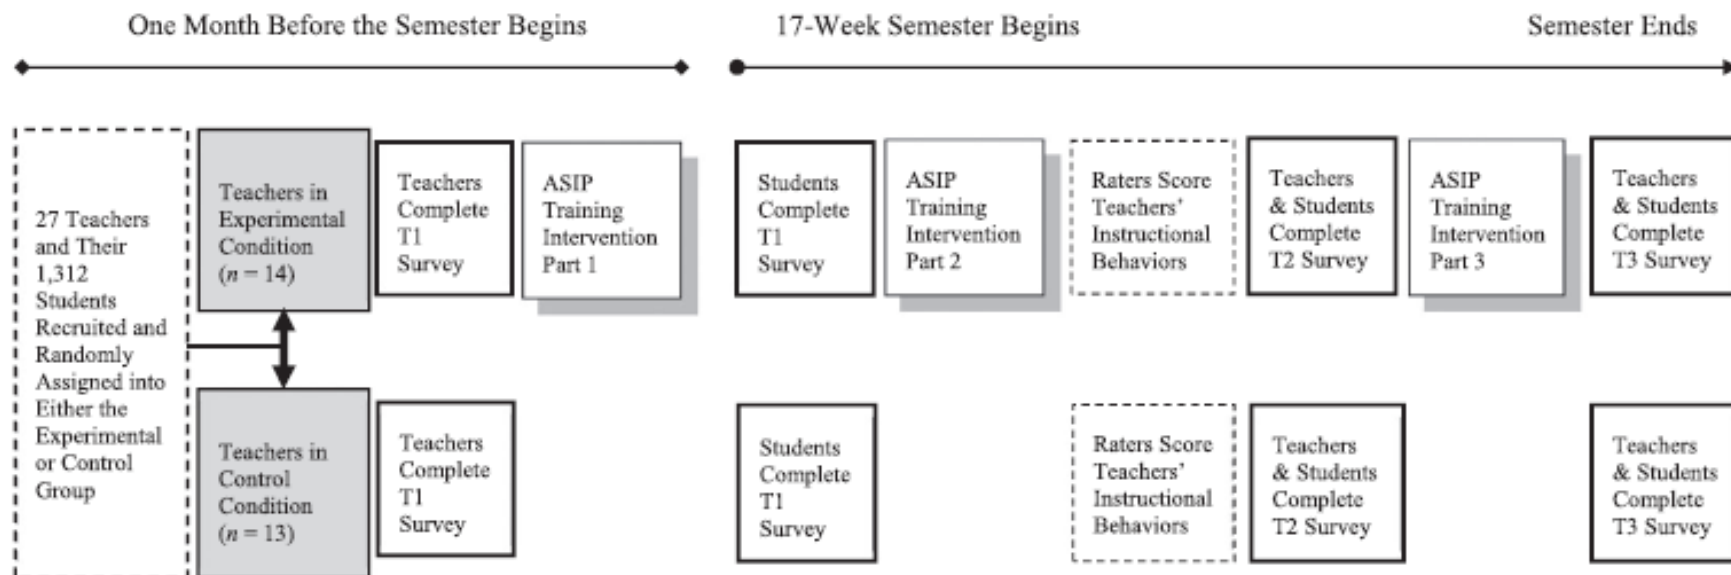 One Month Before the Semester Begins
17-Week Semester Begins
Semester Ends
27 Teachers
and Their
1,312
Students
Recruited and
Randomly
Assigned into
Either the
Experimental
or Control
Group
Teachers in
Experimental
Condition
(n = 14)
Teachers
Complete
T1
Survey
ASIP
Training
Intervention
Part 1
Students
Complete
T1
Survey
ASIP
Training
Intervention
Part 2
Raters Score
Teachers'
Instructional
Behaviors
Teachers
& Students
Complete
T2 Survey
ASIP
Training
Intervention
Part 3
Teachers
& Students
Complete
T3 Survey
Teachers in
Control
Condition
(n = 13)
Teachers
Complete
T1
Survey
Students
Complete
T1
Survey
Raters Score
Teachers'
Instructional
Behaviors
Teachers
& Students
Complete
T2 Survey
Teachers
& Students
Complete
T3 Survey